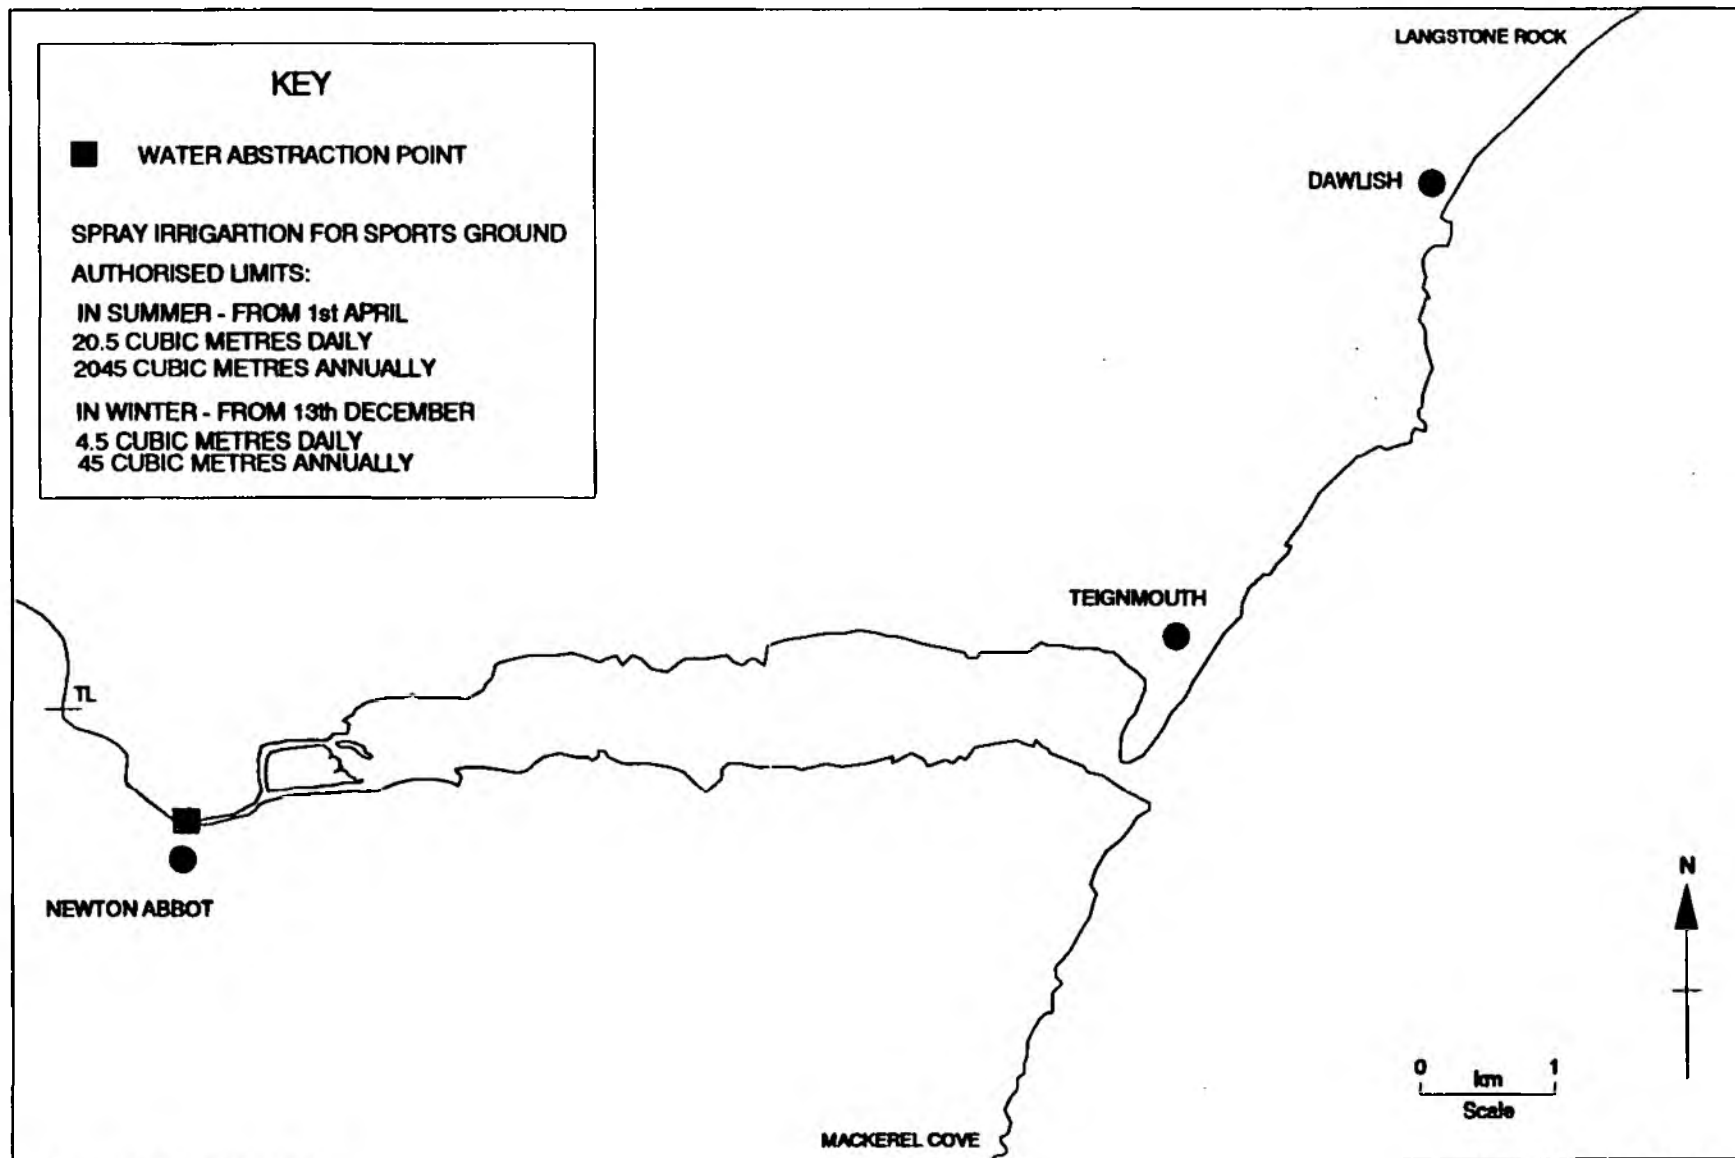 KEY
WATER ABSTRACTION POINT
SPRAY IRRIGARTION FOR SPORTS GROUND
AUTHORISED LIMITS:
IN SUMMER - FROM 1st APRIL
20.5 CUBIC METRES DAILY
2045 CUBIC METRES ANNUALLY
IN WINTER - FROM 13th DECEMBER
4.5 CUBIC METRES DAILY
45 CUBIC METRES ANNUALLY
LANGSTONE ROCK
DAWLISH
TEIGNMOUTH
TL
NEWTON ABBOT
N
0 km 1
Scale
MACKEREL COVE